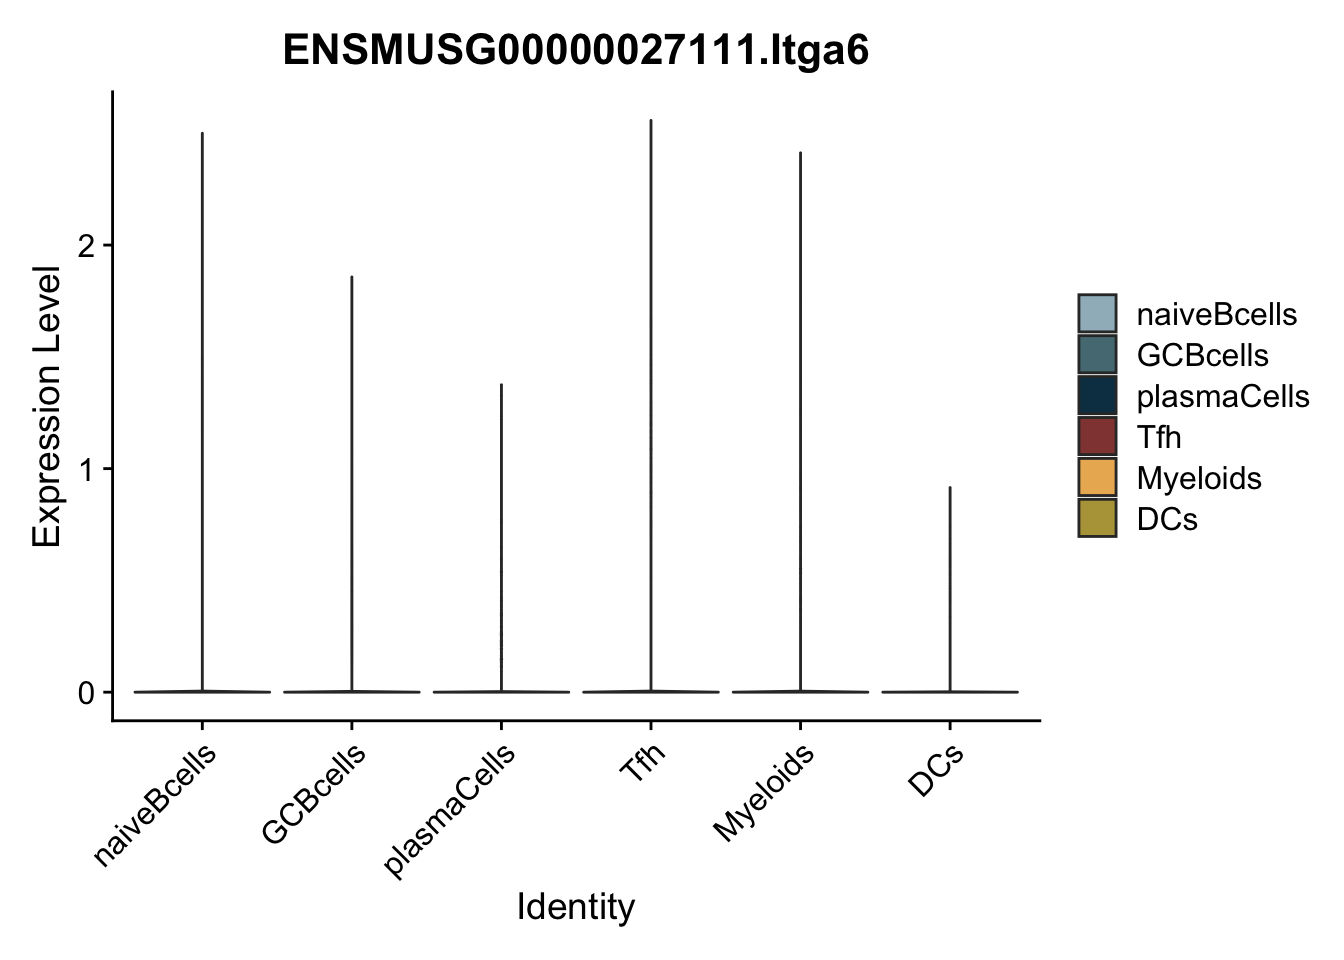 ENSMUSG00000027111.Itga6
Expression Level
2
1
0
naiveBcells
GCBcells
plasmaCells
Tfh
Myeloids
DCs
Identity
naiveBcells
GCBcells
plasmaCells
Tfh
Myeloids
DCs